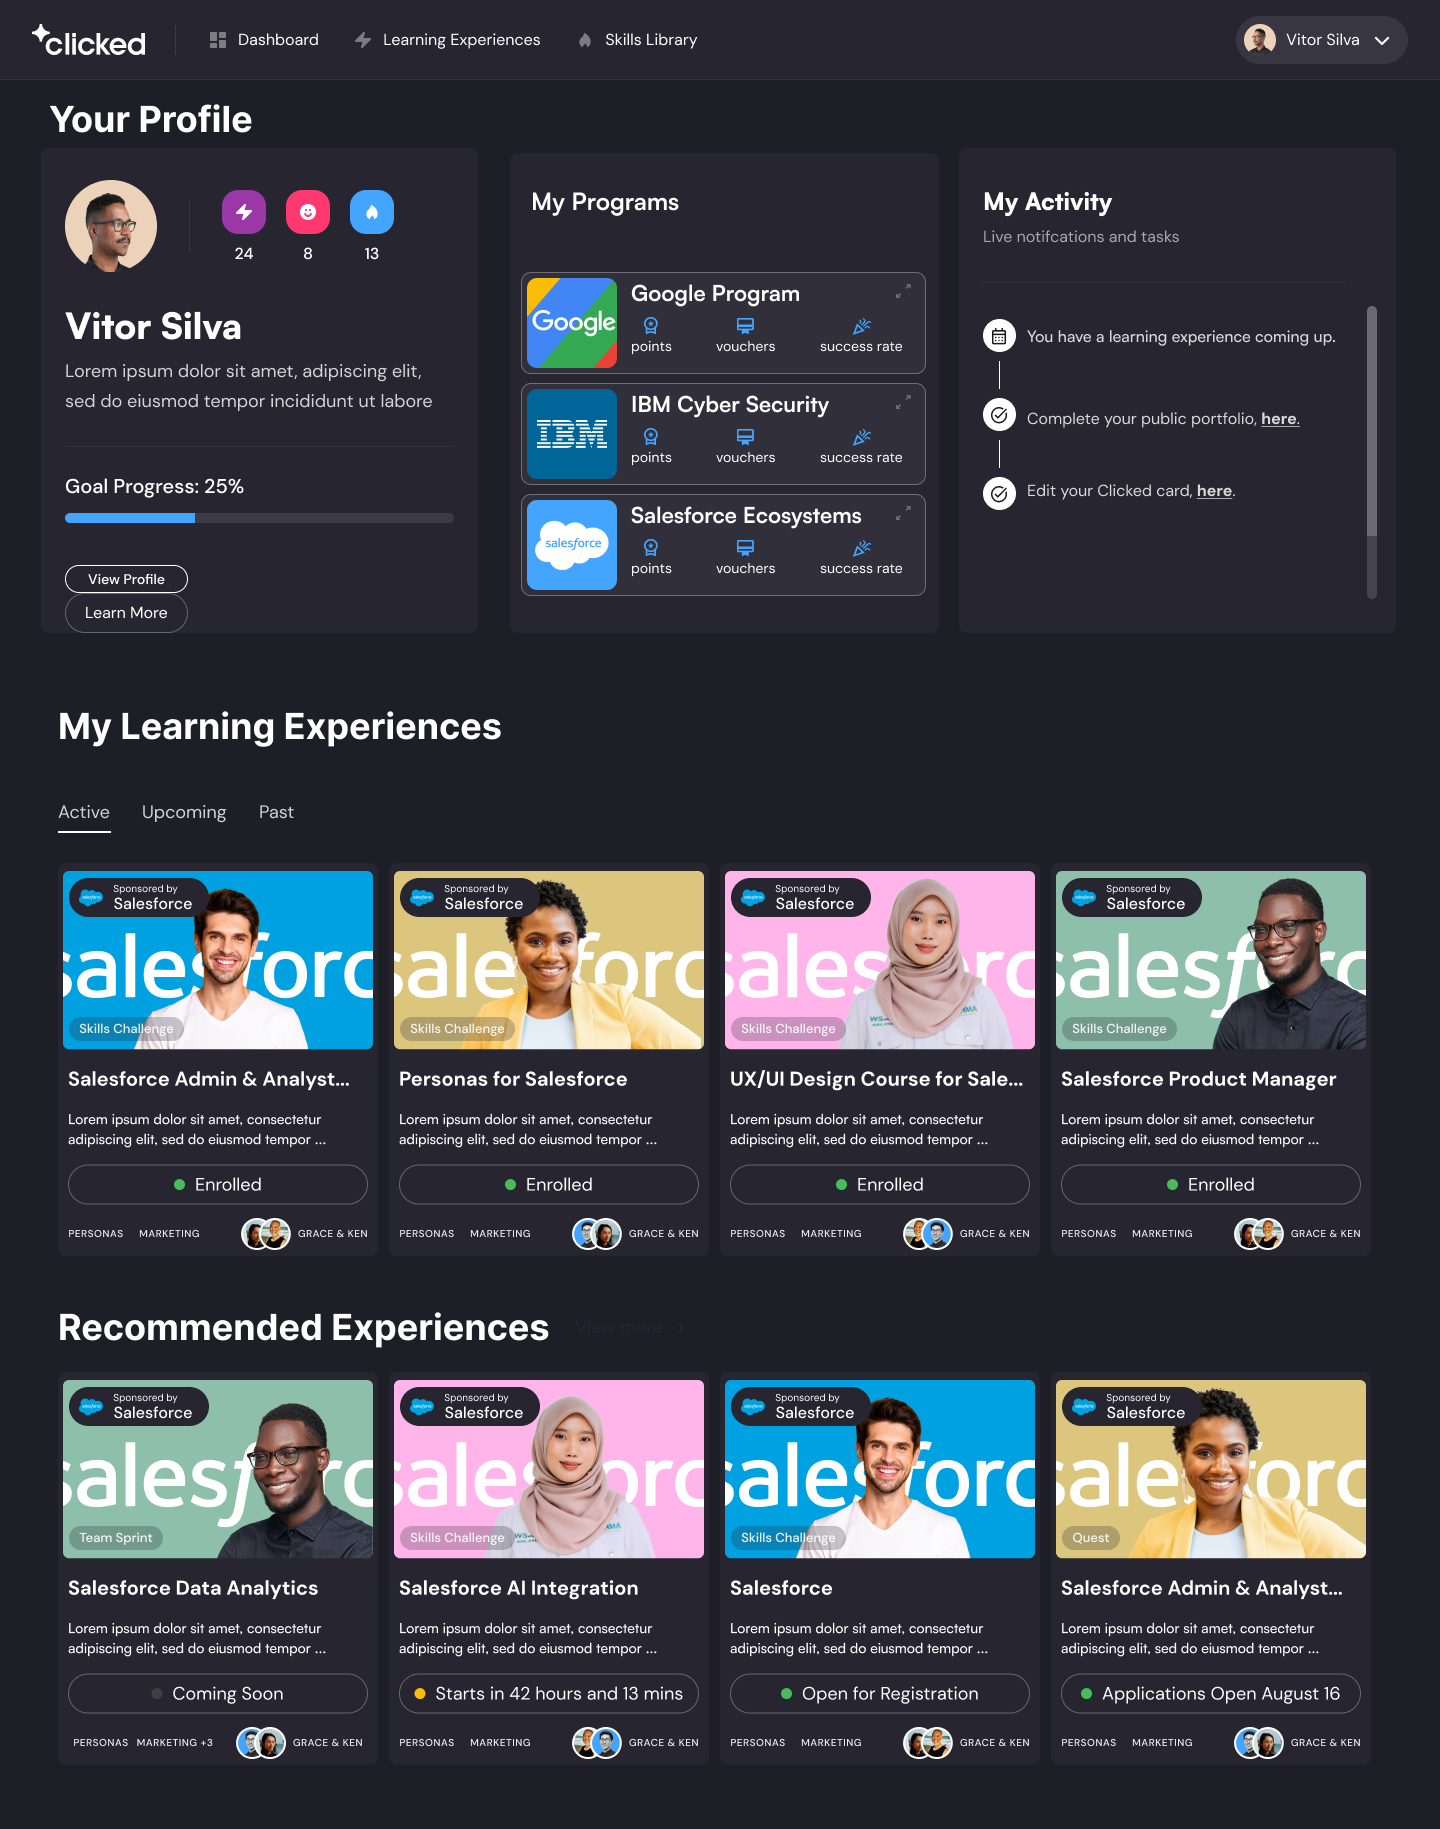 clicked
Dashboard
Learning Experiences
Skills Library
Vitor Silva
Your Profile
24
8
13
Vitor Silva
Lorem ipsum dolor sit amet, adipiscing elit,
sed do eiusmod tempor incididunt ut labore
Goal Progress: 25%
View Profile
Learn More
My Programs
Google
Google Program
points
vouchers
success rate
IBM
IBM Cyber Security
points
vouchers
success rate
salesforce
Salesforce Ecosystems
points
vouchers
success rate
My Activity
Live notifcations and tasks
You have a learning experience coming up.
Complete your public portfolio, here.
Edit your Clicked card, here.
My Learning Experiences
Active
Upcoming
Past
Sponsored by
Salesforce
salesforc
Skills Challenge
Salesforce Admin & Analyst...
Lorem ipsum dolor sit amet, consectetur
adipiscing elit, sed do eiusmod tempor ...
Enrolled
PERSONAS
MARKETING
GRACE & KEN
Sponsored by
Salesforce
sale forc
Skills Challenge
Personas for Salesforce
Lorem ipsum dolor sit amet, consectetur
adipiscing elit, sed do eiusmod tempor ...
Enrolled
PERSONAS
MARKETING
GRACE & KEN
Sponsored by
Salesforce
sales orc
Skills Challenge
UX/UI Design Course for Sale...
Lorem ipsum dolor sit amet, consectetur
adipiscing elit, sed do eiusmod tempor ...
Enrolled
PERSONAS
MARKETING
GRACE & KEN
Sponsored by
Salesforce
salesf rc
Skills Challenge
Salesforce Product Manager
Lorem ipsum dolor sit amet, consectetur
adipiscing elit, sed do eiusmod tempor ...
Enrolled
PERSONAS
MARKETING
GRACE & KEN
Recommended Experiences
View more
Sponsored by
Salesforce
salesf rc
Team Sprint
Salesforce Data Analytics
Lorem ipsum dolor sit amet, consectetur
adipiscing elit, sed do eiusmod tempor ...
Coming Soon
PERSONAS
MARKETING +3
GRACE & KEN
Sponsored by
Salesforce
sale orc
Skills Challenge
Salesforce AI Integration
Lorem ipsum dolor sit amet, consectetur
adipiscing elit, sed do eiusmod tempor ...
Starts in 42 hours and 13 mins
PERSONAS
MARKETING
GRACE & KEN
Sponsored by
Salesforce
sales forc
Skills Challenge
Salesforce
Lorem ipsum dolor sit amet, consectetur
adipiscing elit, sed do eiusmod tempor ...
Open for Registration
PERSONAS
MARKETING
GRACE & KEN
Sponsored by
Salesforce
sale forc
Quest
Salesforce Admin & Analyst...
Lorem ipsum dolor sit amet, consectetur
adipiscing elit, sed do eiusmod tempor ...
Applications Open August 16
PERSONAS
MARKETING
GRACE & KEN